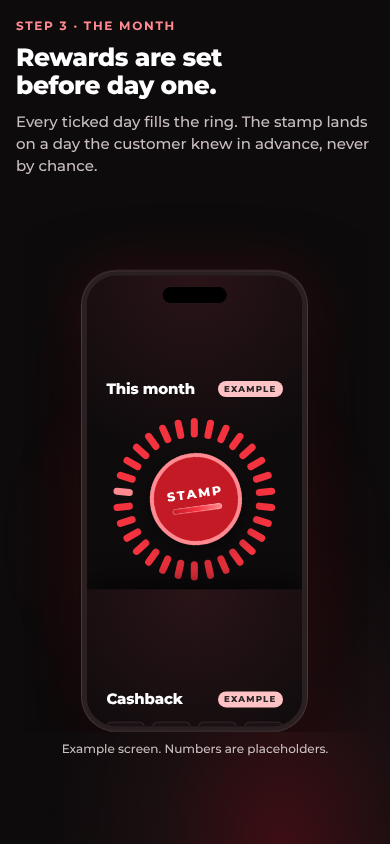 STEP 3 · THE MONTH
Rewards are set
before day one.
Every ticked day fills the ring. The stamp lands
on a day the customer knew in advance, never
by chance.
This month
EXAMPLE
STAMP
Cashback
EXAMPLE
Example screen. Numbers are placeholders.